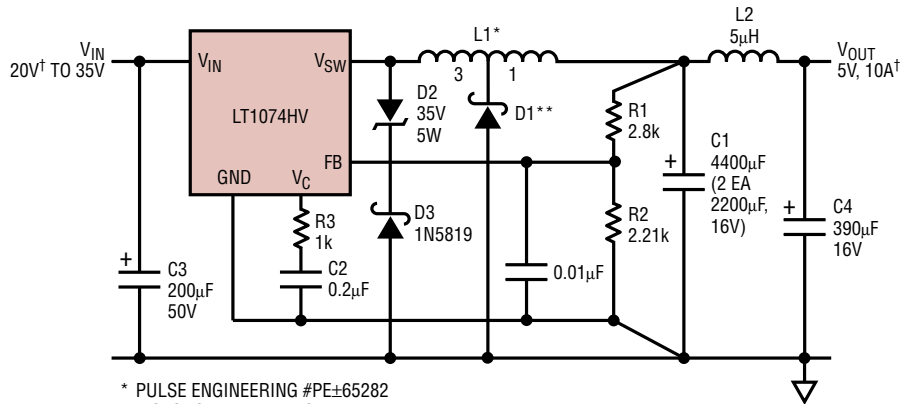 V_IN
20V† TO 35V
V_IN
LT1074HV
GND
V_C
V_SW
FB
R3
1k
C2
0.2µF
C3
200µF
50V
+
D2
35V
5W
D3
1N5819
L1*
3
1
D1**
0.01µF
R1
2.8k
R2
2.21k
C1
4400µF
(2 EA
2200µF,
16V)
+
L2
5µH
C4
390µF
16V
+
V_OUT
5V, 10A†
* PULSE ENGINEERING #PE±65282